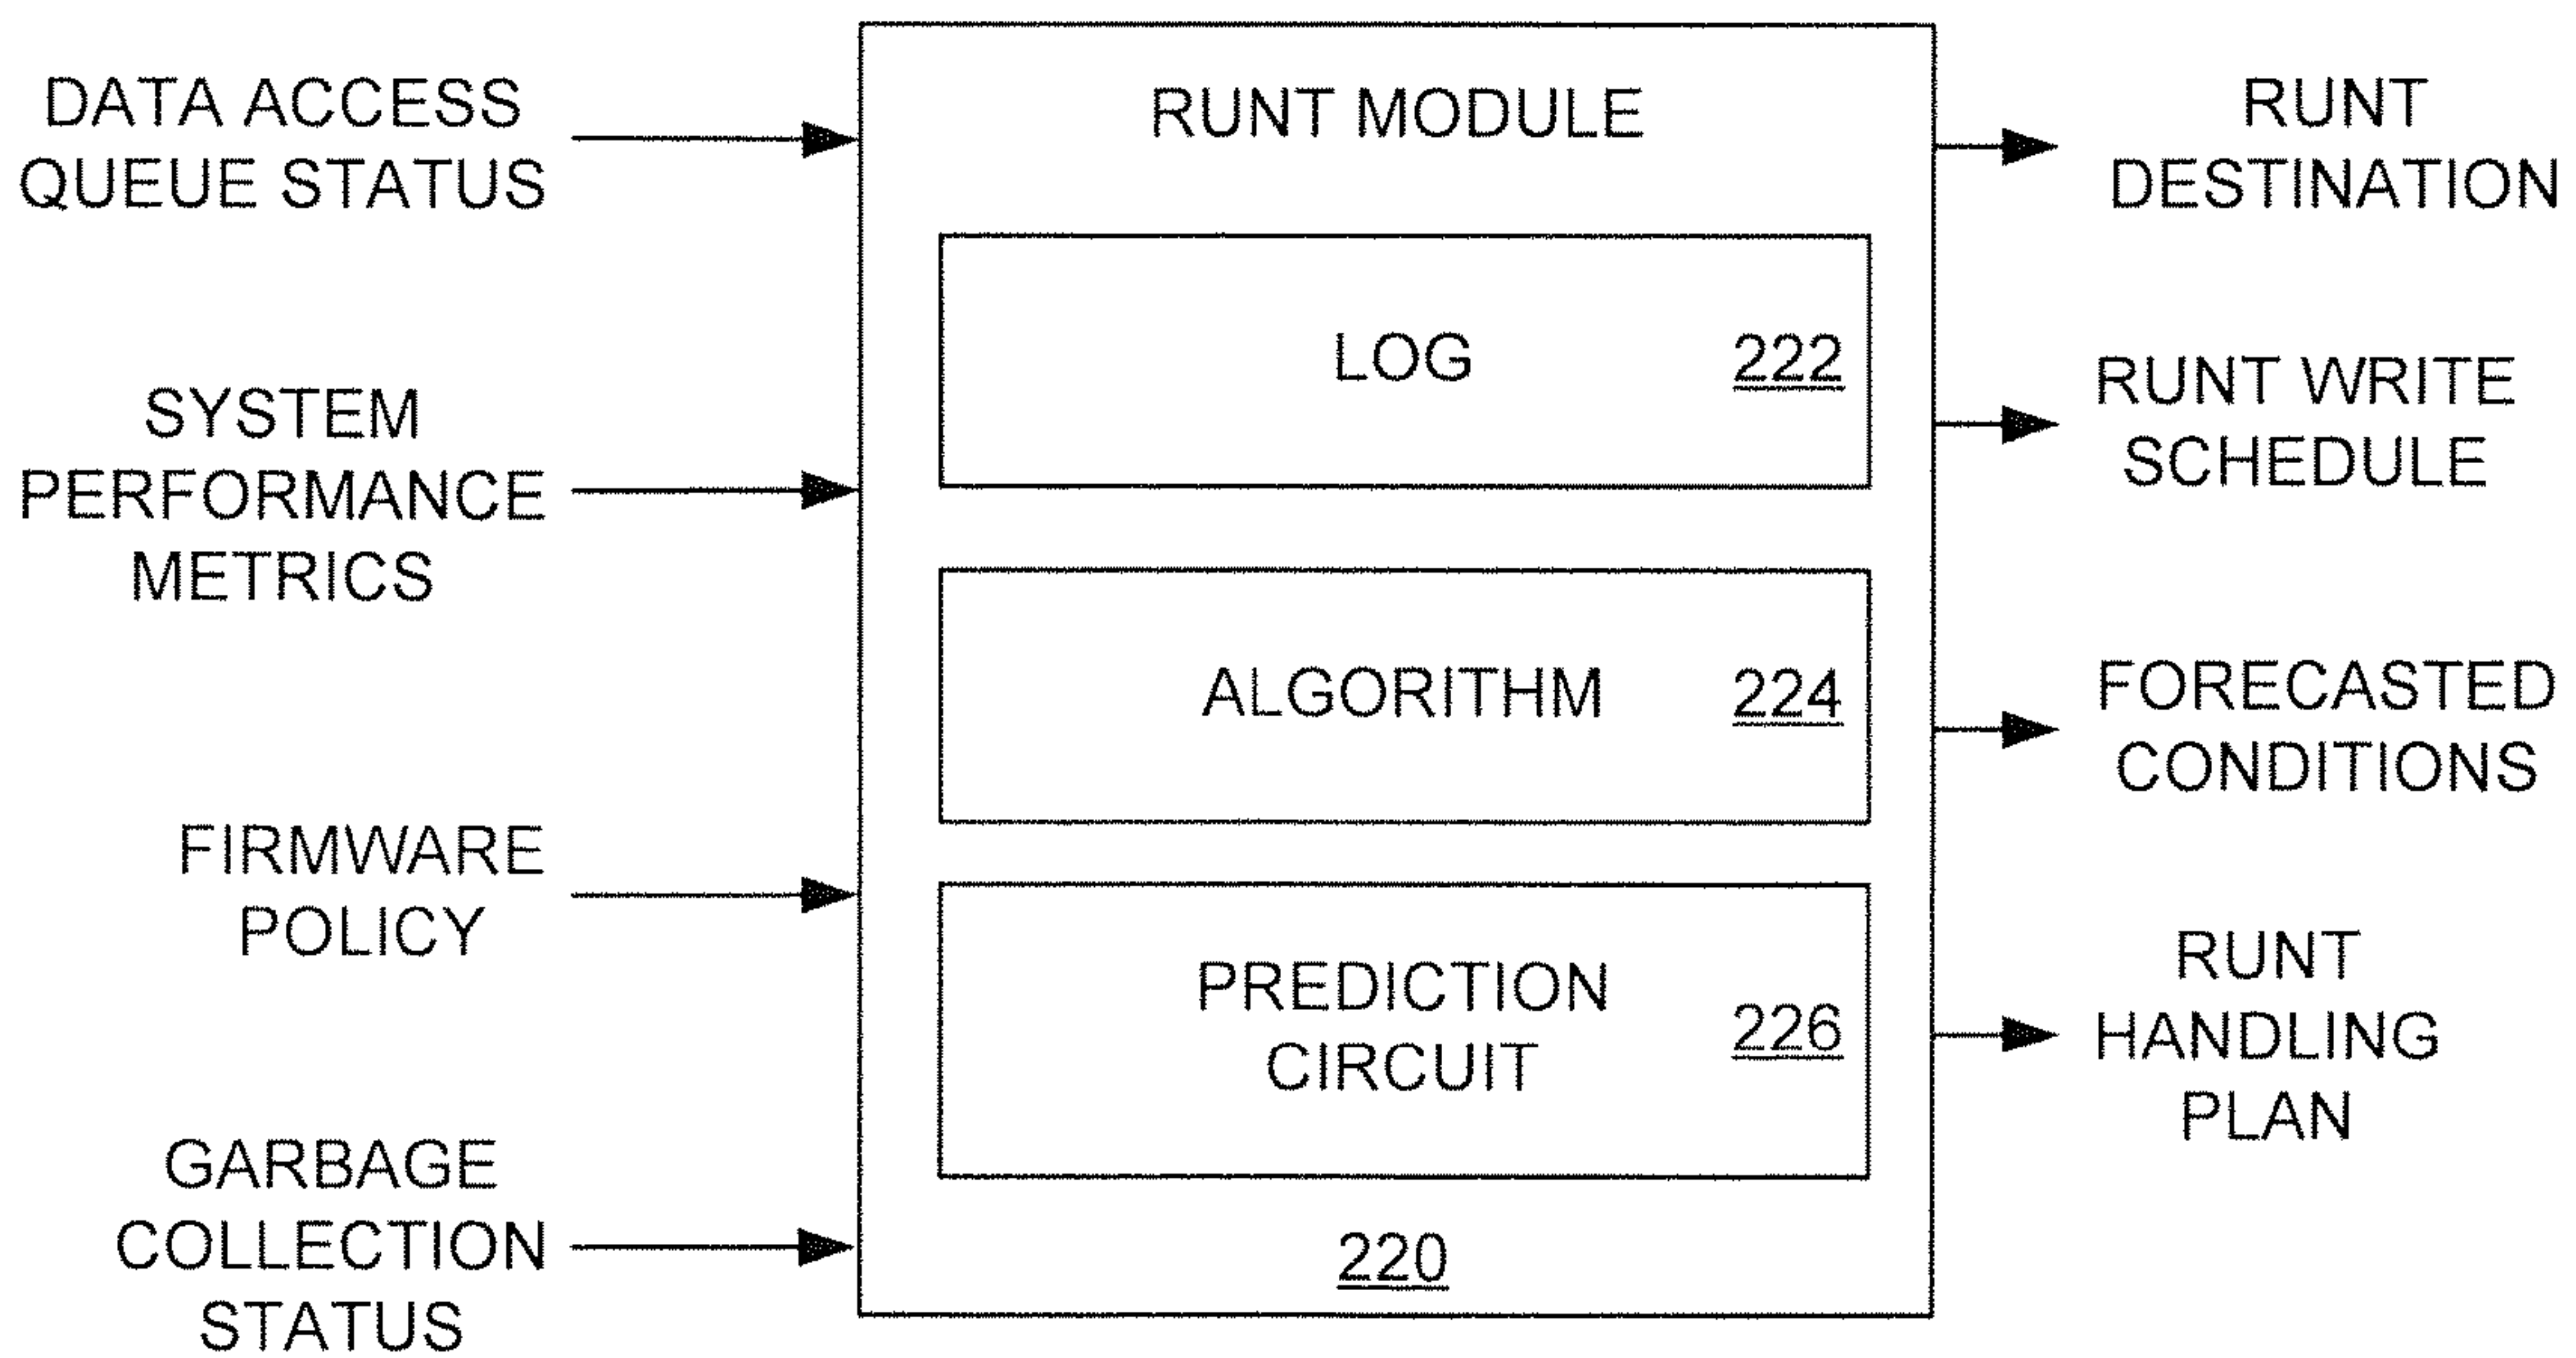 DATA ACCESS
QUEUE STATUS
SYSTEM
PERFORMANCE
METRICS
FIRMWARE
POLICY
GARBAGE
COLLECTION
STATUS
RUNT MODULE
LOG 222
ALGORITHM 224
PREDICTION
CIRCUIT 226
220
RUNT
DESTINATION
RUNT WRITE
SCHEDULE
FORECASTED
CONDITIONS
RUNT
HANDLING
PLAN